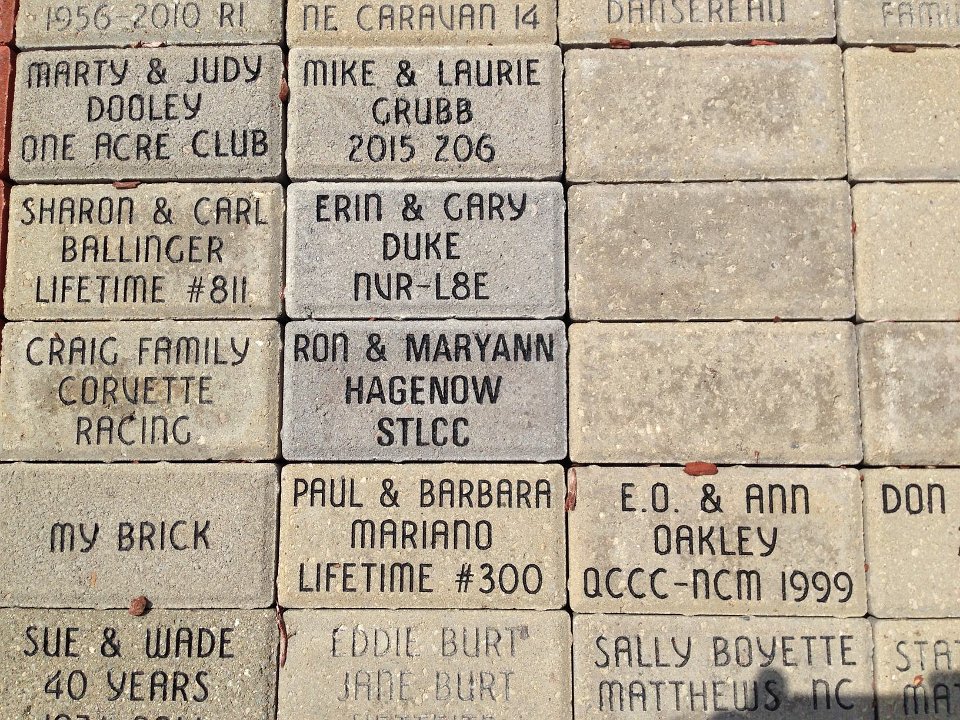 1956-2010 RI
NE CARAVAN 14
DANSEREAU
MARTY & JUDY
DOOLEY
ONE ACRE CLUB
MIKE & LAURIE
GRUBB
2015 Z06
SHARON & CARL
BALLINGER
LIFETIME #811
ERIN & GARY
DUKE
NVR-L8E
CRAIG FAMILY
CORVETTE
RACING
RON & MARYANN
HAGENOW
STLCC
MY BRICK
PAUL & BARBARA
MARIANO
LIFETIME #300
E.O. & ANN
OAKLEY
QCCC-NCM 1999
DON
SUE & WADE
40 YEARS
EDDIE BURT
JANE BURT
SALLY BOYETTE
MATTHEWS NC